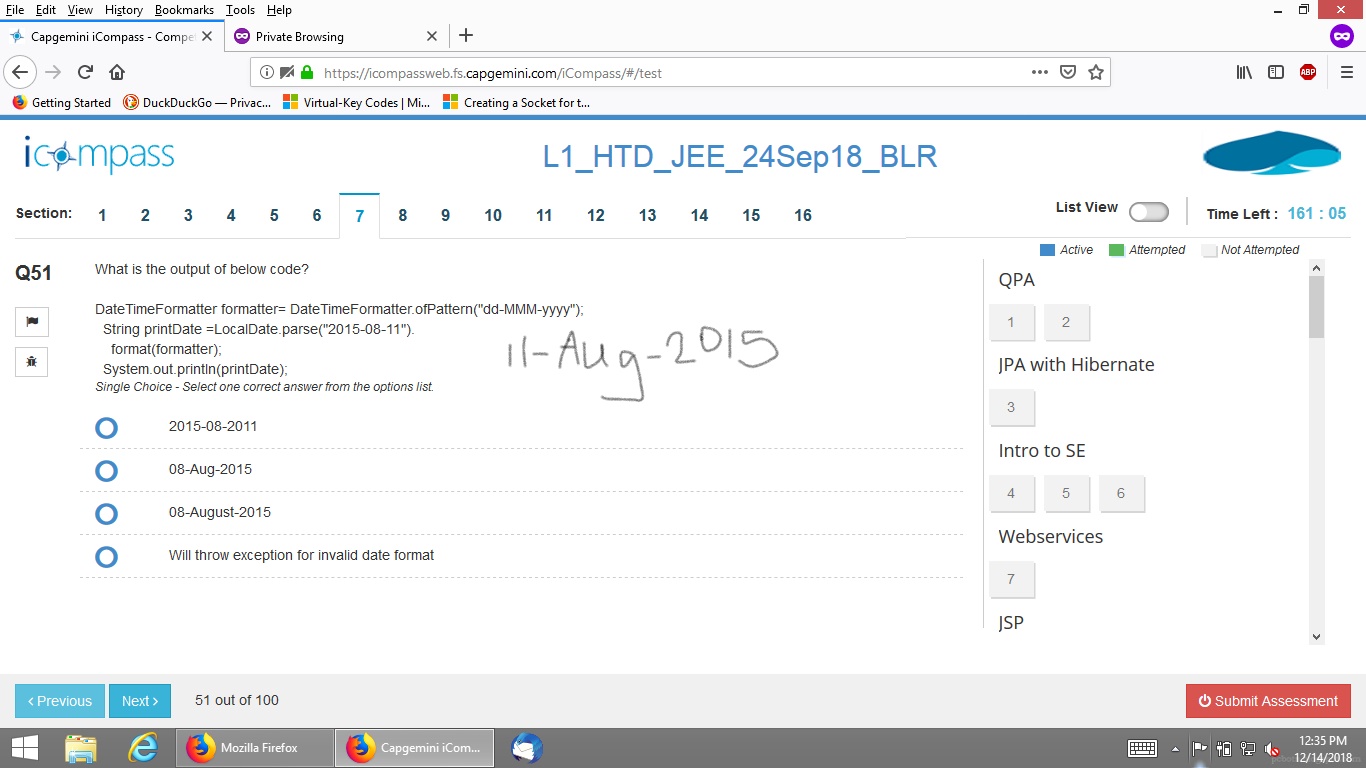 File Edit View History Bookmarks Tools Help
Capgemini iCompass - Compe
Private Browsing
https://icompassweb.fs.capgemini.com/iCompass/#/test
ABP
Getting Started DuckDuckGo — Privac... Virtual-Key Codes | Mi... Creating a Socket for t...
icompass
L1_HTD_JEE_24Sep18_BLR
Section: 1 2 3 4 5 6 7 8 9 10 11 12 13 14 15 16
List View
Time Left : 161 : 05
Active Attempted Not Attempted
Q51
What is the output of below code?
DateTimeFormatter formatter= DateTimeFormatter.ofPattern("dd-MMM-yyyy");
String printDate =LocalDate.parse("2015-08-11").
format(formatter);
System.out.println(printDate);
11-Aug-2015
Single Choice - Select one correct answer from the options list.
2015-08-2011
08-Aug-2015
08-August-2015
Will throw exception for invalid date format
QPA
1 2
JPA with Hibernate
3
Intro to SE
4 5 6
Webservices
7
JSP
‹ Previous
Next ›
51 out of 100
Submit Assessment
Mozilla Firefox
Capgemini iCom...
12:35 PM
12/14/2018